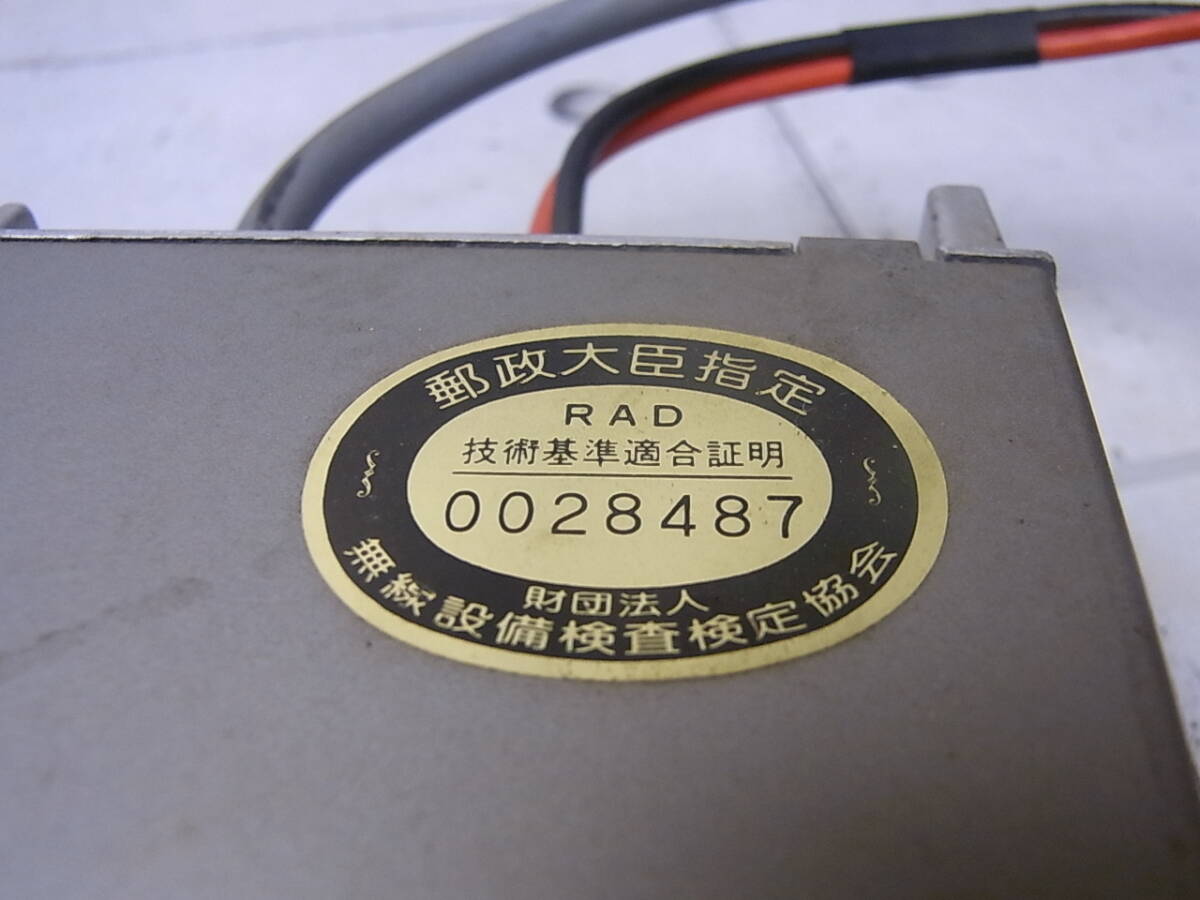 郵政大臣指定
RAD
技術基準適合証明
0028487
財団法人
無線設備検査検定協会